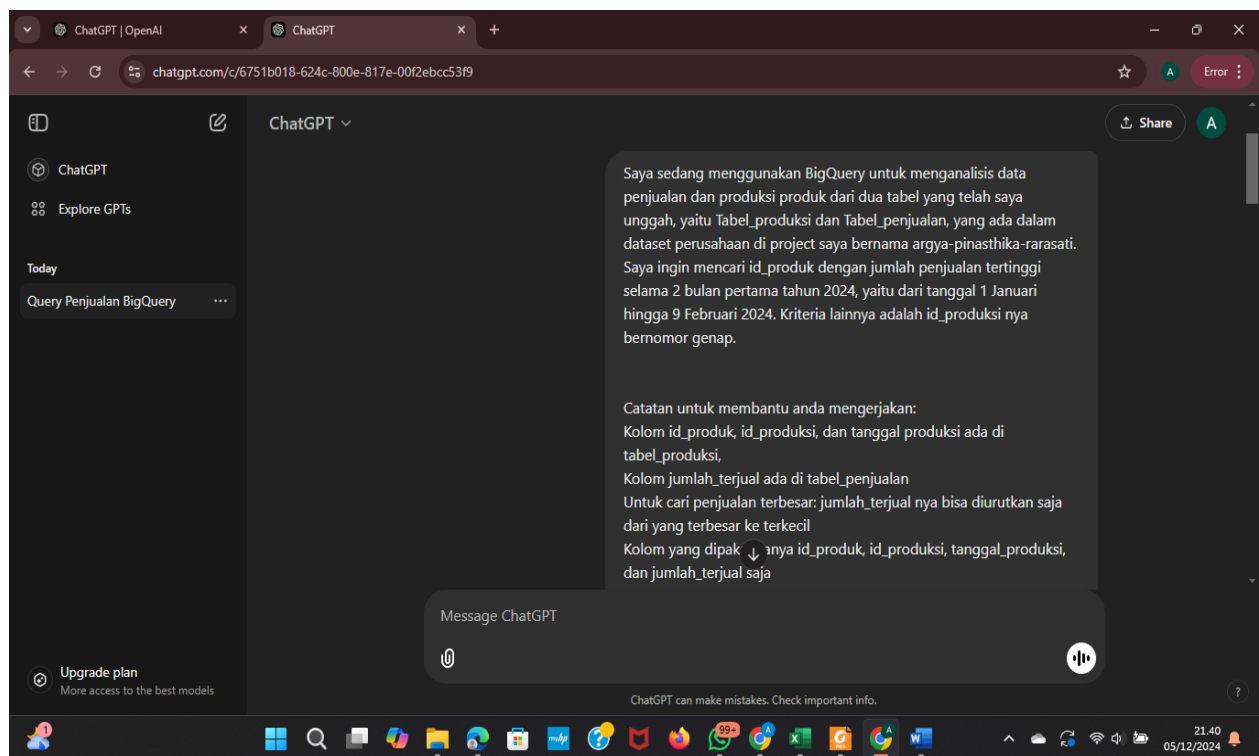 ChatGPT | OpenAI
ChatGPT
chatgpt.com/c/6751b018-624c-800e-817e-00f2ebcc53f9
A
Error
ChatGPT
Share
A
ChatGPT
Explore GPTs
Today
Query Penjualan BigQuery
Saya sedang menggunakan BigQuery untuk menganalisis data
penjualan dan produksi produk dari dua tabel yang telah saya
unggah, yaitu Tabel_produksi dan Tabel_penjualan, yang ada dalam
dataset perusahaan di project saya bernama argya-pinasthika-rarasati.
Saya ingin mencari id_produk dengan jumlah penjualan tertinggi
selama 2 bulan pertama tahun 2024, yaitu dari tanggal 1 Januari
hingga 9 Februari 2024. Kriteria lainnya adalah id_produksi nya
bernomor genap.
Catatan untuk membantu anda mengerjakan:
Kolom id_produk, id_produksi, dan tanggal produksi ada di
tabel_produksi,
Kolom jumlah_terjual ada di tabel_penjualan
Untuk cari penjualan terbesar: jumlah_terjual nya bisa diurutkan saja
dari yang terbesar ke terkecil
Kolom yang dipak anya id_produk, id_produksi, tanggal_produksi,
dan jumlah_terjual saja
Message ChatGPT
Upgrade plan
More access to the best models
ChatGPT can make mistakes. Check important info.
?
1
mhp
99+
21.40
05/12/2024